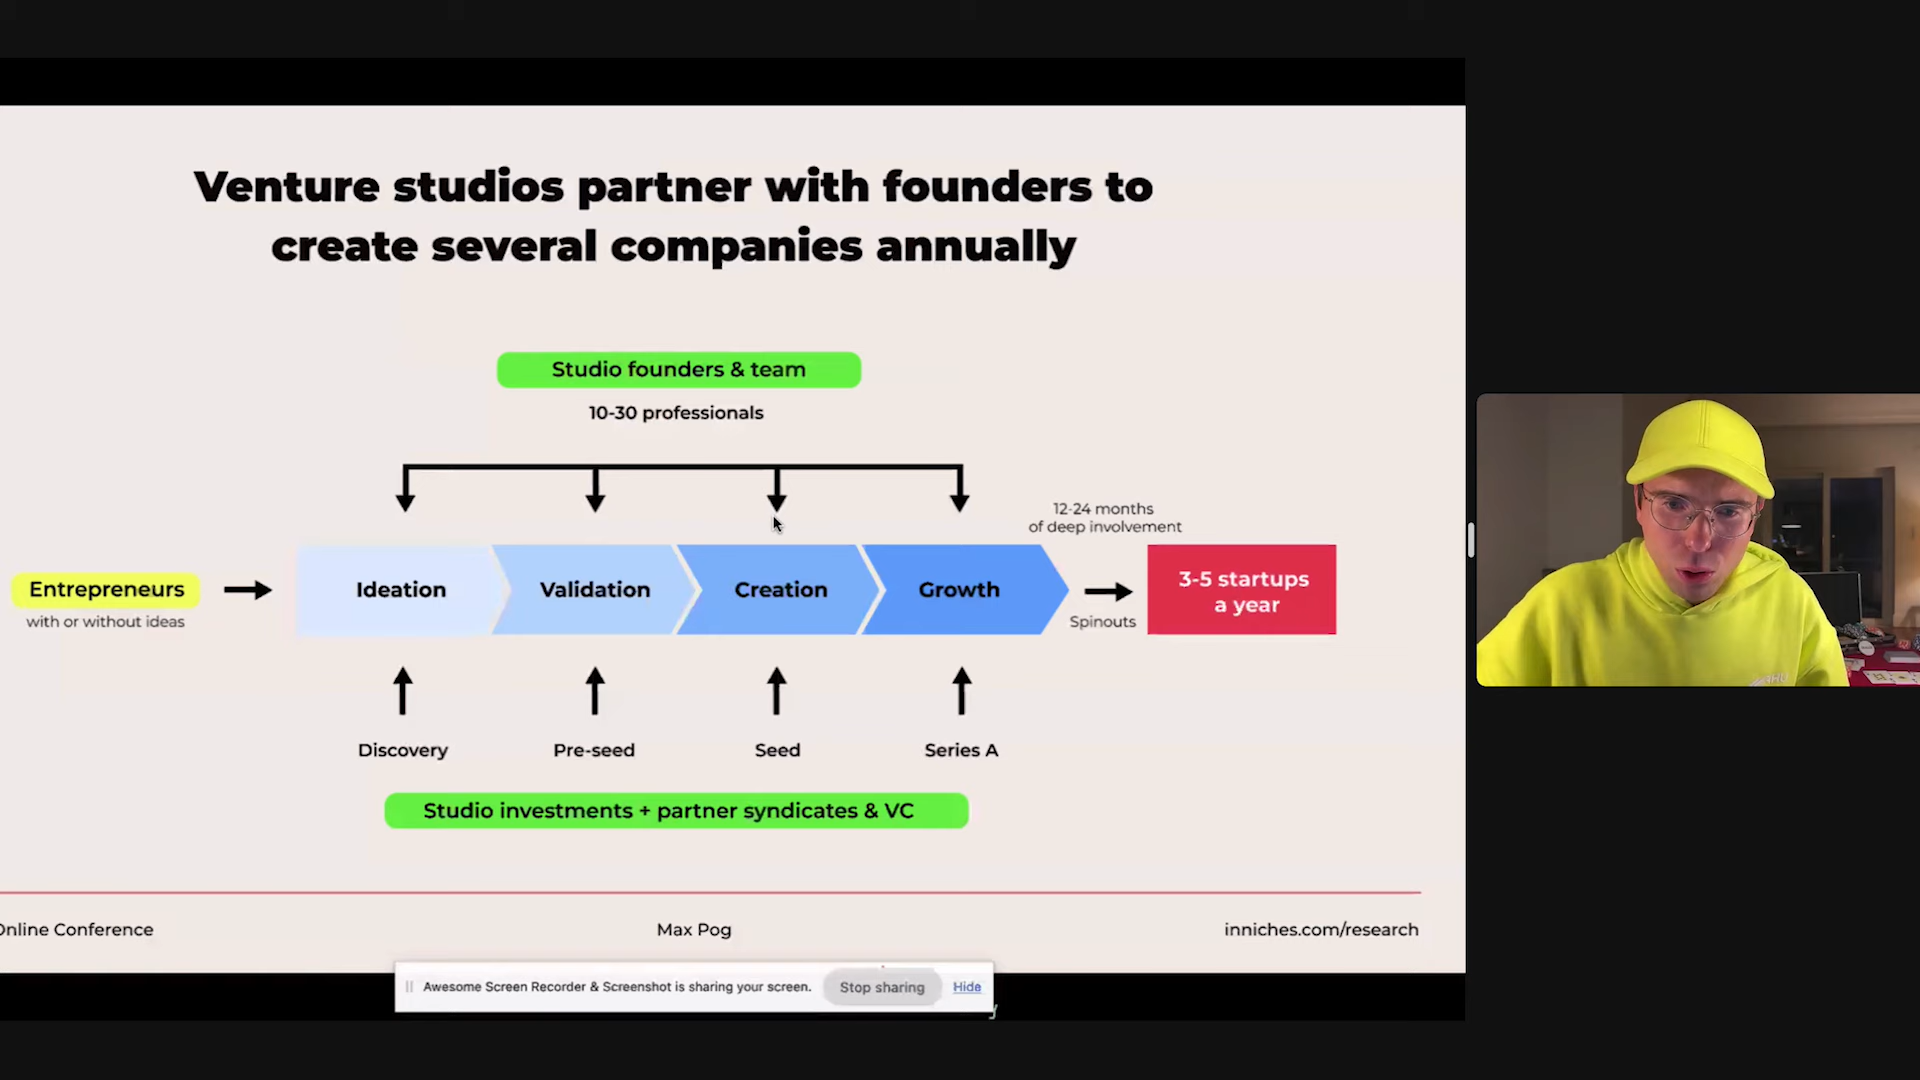 Venture studios partner with founders to
create several companies annually
Studio founders & team
10-30 professionals
12-24 months
of deep involvement
Entrepreneurs
with or without ideas
Ideation
Validation
Creation
Growth
Spinouts
3-5 startups
a year
Discovery
Pre-seed
Seed
Series A
Studio investments + partner syndicates & VC
Online Conference
Max Pog
inniches.com/research
Awesome Screen Recorder & Screenshot is sharing your screen.
Stop sharing
Hide